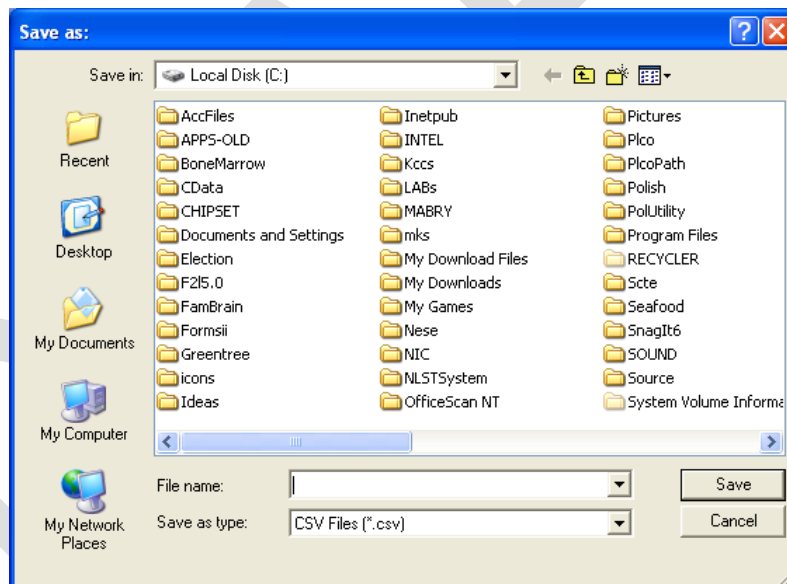 Save as:
Save in: Local Disk (C:)
Recent
Desktop
My Documents
My Computer
My Network
Places
AccFiles
APPS-OLD
BoneMarrow
CData
CHIPSET
Documents and Settings
Election
F2l5.0
FamBrain
Formsii
Greentree
icons
Ideas
Inetpub
INTEL
Kccs
LABs
MABRY
mks
My Download Files
My Downloads
My Games
Nese
NIC
NLSTSystem
OfficeScan NT
Pictures
Plco
PlcoPath
Polish
PolUtility
Program Files
RECYCLER
Scte
Seafood
SnagIt6
SOUND
Source
System Volume Informa
File name:
Save
Save as type: CSV Files (*.csv)
Cancel